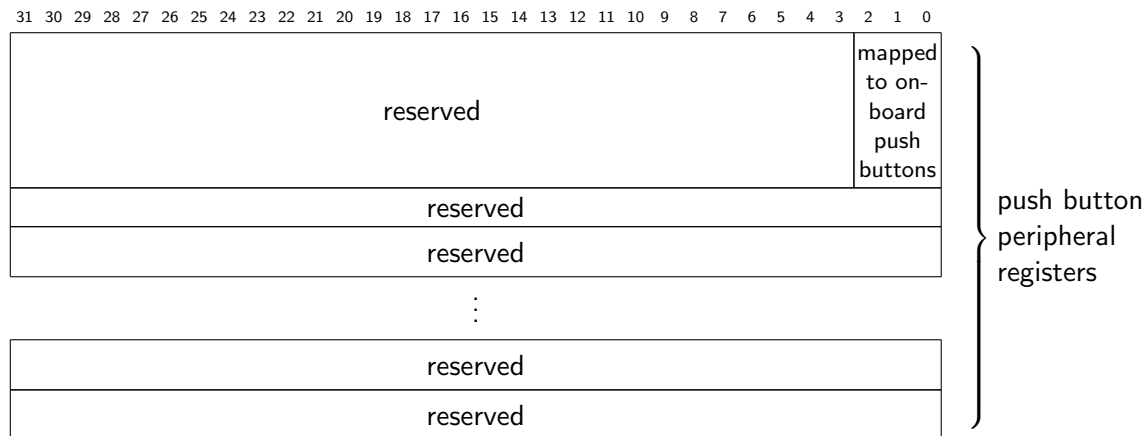 31 30 29 28 27 26 25 24 23 22 21 20 19 18 17 16 15 14 13 12 11 10 9 8 7 6 5 4 3 2 1 0
reserved
mapped
to on-
board
push
buttons
reserved
reserved
⋮
reserved
reserved
push button
peripheral
registers